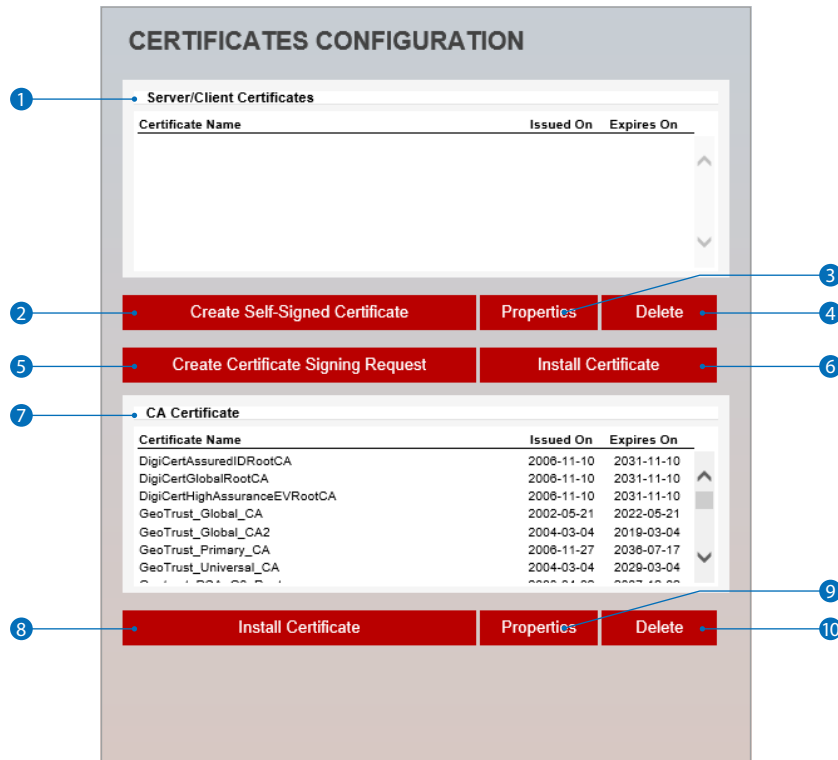 CERTIFICATES CONFIGURATION
1 Server/Client Certificates
Certificate Name Issued On Expires On
3
2 Create Self-Signed Certificate Properties Delete 4
5 Create Certificate Signing Request Install Certificate 6
7 CA Certificate
Certificate Name Issued On Expires On
DigiCertAssuredIDRootCA 2006-11-10 2031-11-10
DigiCertGlobalRootCA 2006-11-10 2031-11-10
DigiCertHighAssuranceEVRootCA 2006-11-10 2031-11-10
GeoTrust_Global_CA 2002-05-21 2022-05-21
GeoTrust_Global_CA2 2004-03-04 2019-03-04
GeoTrust_Primary_CA 2006-11-27 2036-07-17
GeoTrust_Universal_CA 2004-03-04 2029-03-04
9
8 Install Certificate Properties Delete 10